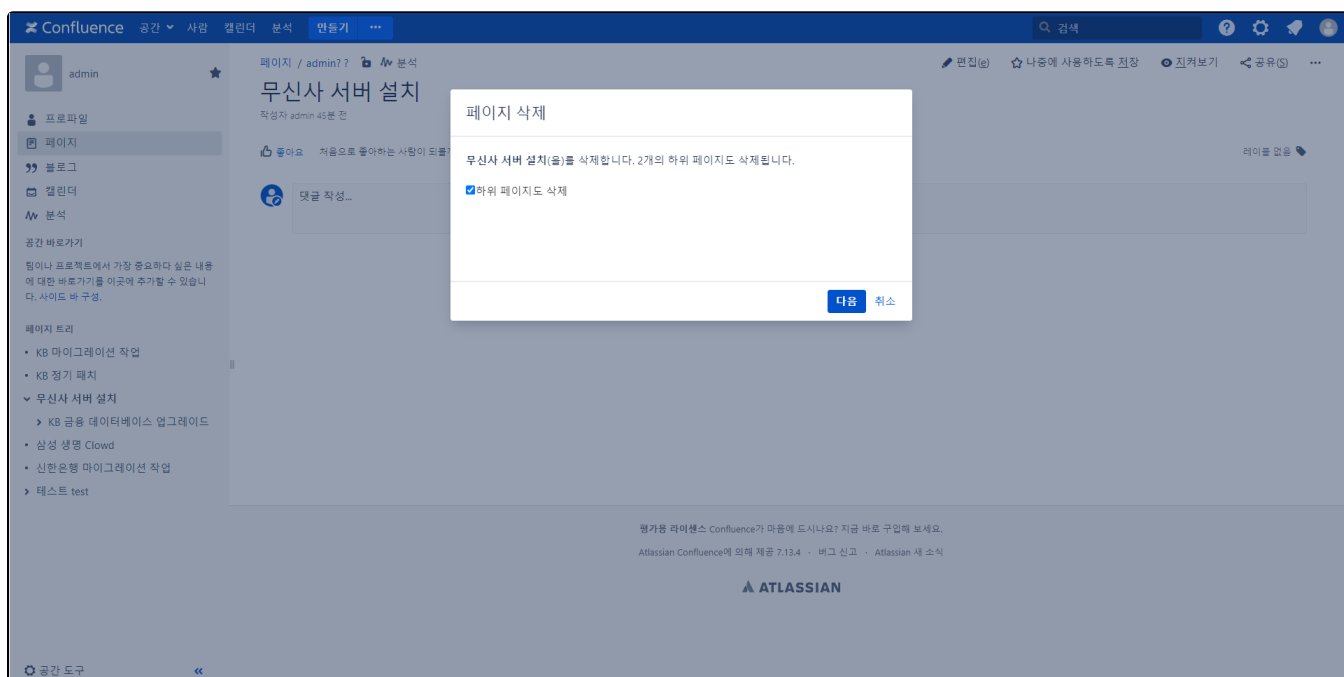 Confluence 공간 사람 캘린더 분석 만들기 ... 검색
admin
프로파일
페이지
블로그
캘린더
분석
공간 바로가기
팀이나 프로젝트에서 가장 중요하다 싶은 내용
에 대한 바로가기를 이곳에 추가할 수 있습니
다. 사이드 바 구성.
페이지 트리
KB 마이그레이션 작업
KB 정기 패치
무신사 서버 설치
KB 금융 데이터베이스 업그레이드
삼성 생명 Clowd
신한은행 마이그레이션 작업
테스트 test
공간 도구
페이지 / admin?? 분석
편집(e) 나중에 사용하도록 저장 지켜보기 공유(S) ...
무신사 서버 설치
작성자 admin 45분 전
좋아요 처음으로 좋아하는 사람이 되볼
레이블 없음
댓글 작성...
페이지 삭제
무신사 서버 설치(을)를 삭제합니다. 2개의 하위 페이지도 삭제됩니다.
하위 페이지도 삭제
다음 취소
평가용 라이센스 Confluence가 마음에 드시나요? 지금 바로 구입해 보세요.
Atlassian Confluence에 의해 제공 7.13.4 · 버그 신고 · Atlassian 새 소식
ATLASSIAN